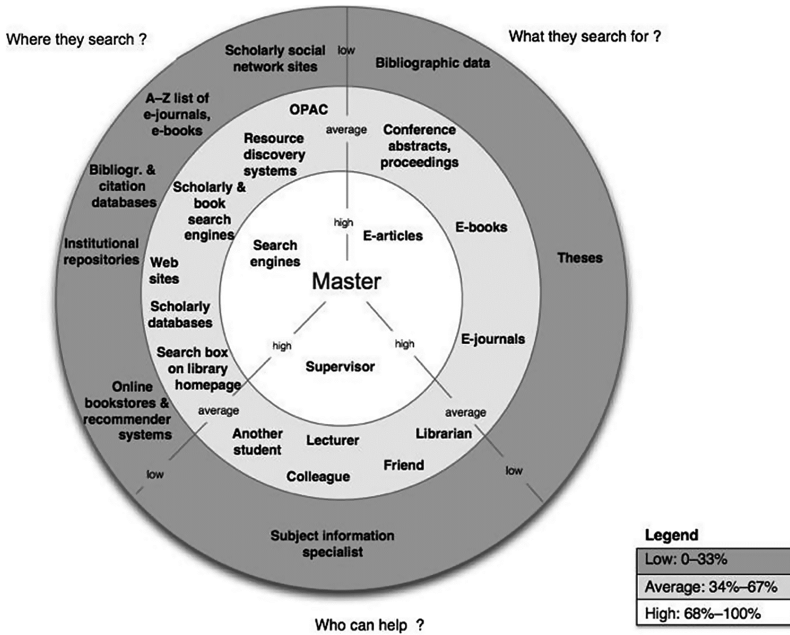 Where they search ?
What they search for ?
Scholarly social
network sites
low
Bibliographic data
A–Z list of
e-journals,
e-books
OPAC
average
Conference
abstracts,
proceedings
Resource
discovery
systems
Bibliogr. &
citation
databases
Scholarly &
book
search
engines
high
E-articles
E-books
Institutional
repositories
Search
engines
Web
sites
Theses
Master
Scholarly
databases
high
high
E-journals
Search box
on library
homepage
Supervisor
Online
bookstores &
recommender
systems
average
average
Another
student
Lecturer
Librarian
Colleague
Friend
low
low
Subject information
specialist
Legend
Low: 0–33%
Average: 34%–67%
High: 68%–100%
Who can help ?